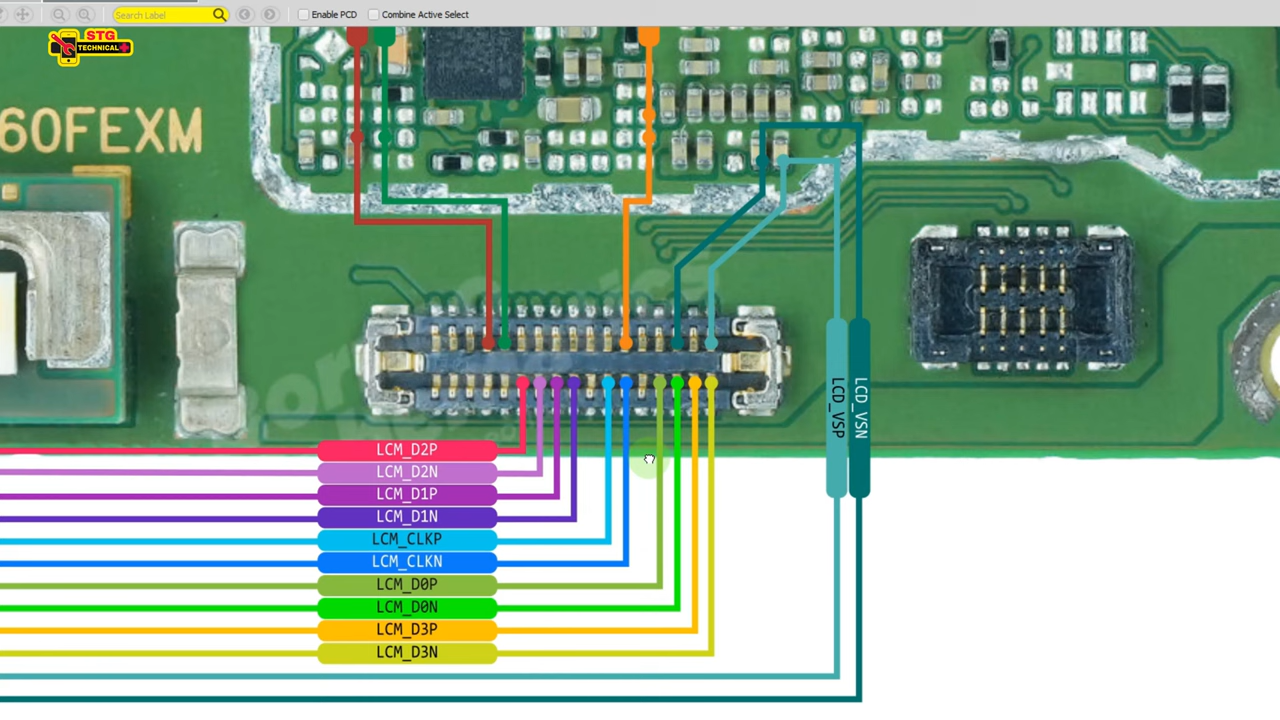 Search Label
Enable PCD
Combine Active Select
STG
TECHNICAL
60FEXM
LCD_VSP
LCD_VSN
LCM_D2P
LCM_D2N
LCM_D1P
LCM_D1N
LCM_CLKP
LCM_CLKN
LCM_D0P
LCM_D0N
LCM_D3P
LCM_D3N